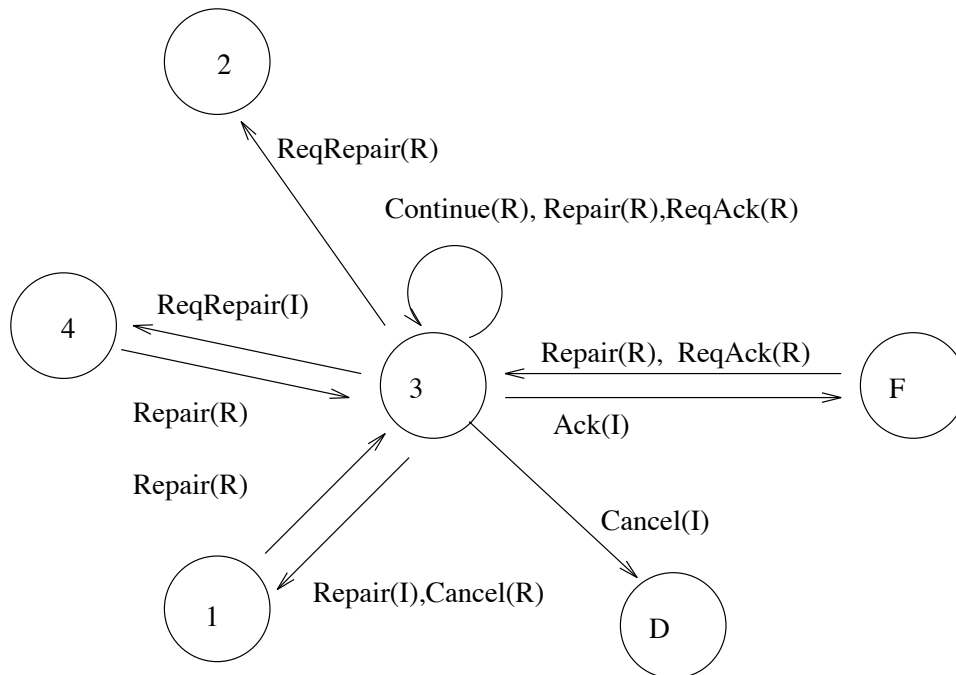 2
ReqRepair(R)
Continue(R), Repair(R),ReqAck(R)
ReqRepair(I)
4
Repair(R), ReqAck(R)
3
F
Repair(R)
Ack(I)
Repair(R)
Cancel(I)
Repair(I),Cancel(R)
1
D